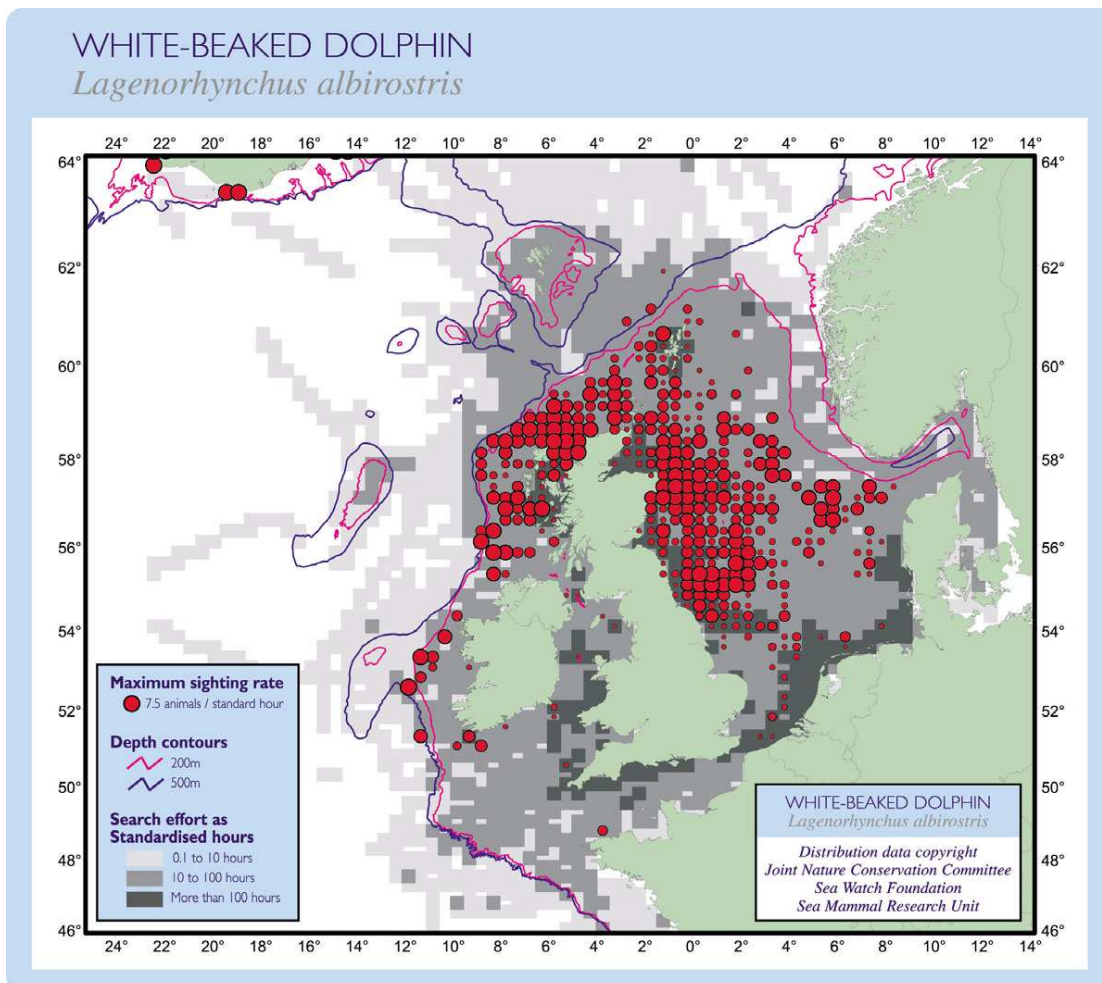 WHITE-BEAKED DOLPHIN
Lagenorhynchus albirostris
24° 22° 20° 18° 16° 14° 12° 10° 8° 6° 4° 2° 0° 2° 4° 6° 8° 10° 12° 14°
64° 64°
62° 62°
60° 60°
58° 58°
56° 56°
54° 54°
52° 52°
50° 50°
48° 48°
46° 46°
Maximum sighting rate
7.5 animals / standard hour
Depth contours
200m
500m
Search effort as
Standardised hours
0.1 to 10 hours
10 to 100 hours
More than 100 hours
WHITE-BEAKED DOLPHIN
Lagenorhynchus albirostris
Distribution data copyright
Joint Nature Conservation Committee
Sea Watch Foundation
Sea Mammal Research Unit
24° 22° 20° 18° 16° 14° 12° 10° 8° 6° 4° 2° 0° 2° 4° 6° 8° 10° 12° 14°